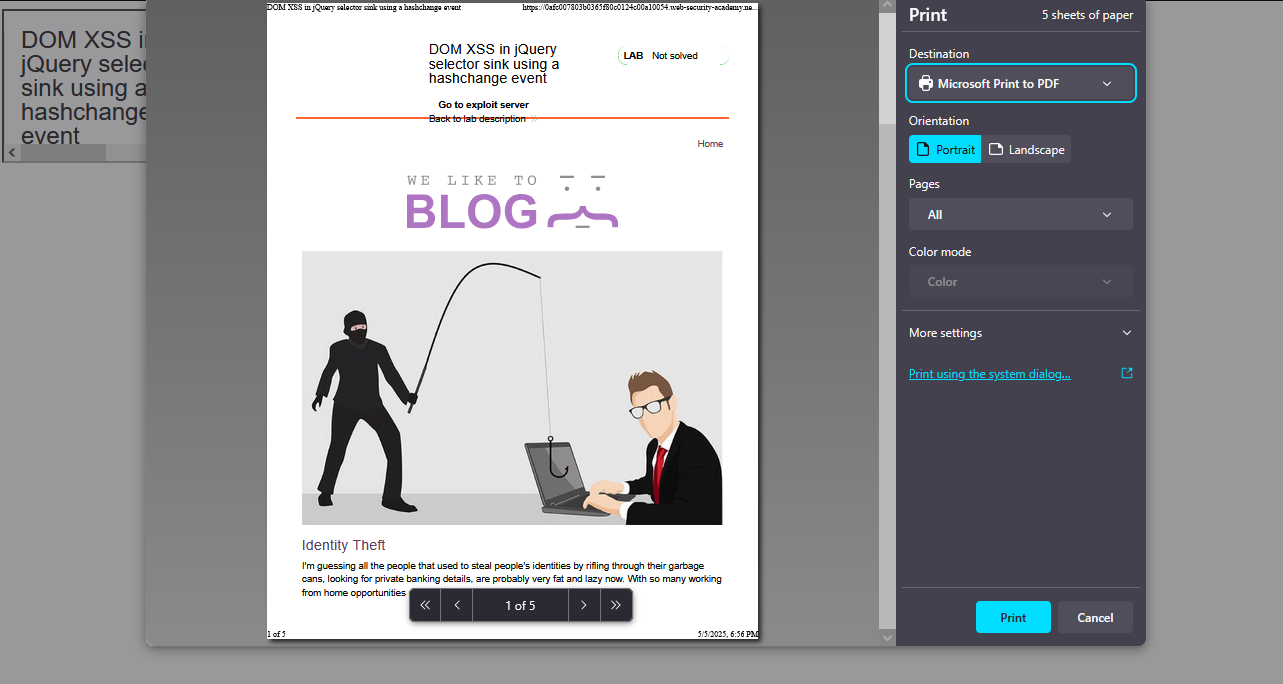 DOM XSS i
jQuery sele
sink using a
hashchange
event
DOM XSS in jQuery selector sink using a hashchange event
https://0afc007803b0365f80c0124c00a10054.web-security-academy.ne...
DOM XSS in jQuery
selector sink using a
hashchange event
LAB Not solved
Go to exploit server
Back to lab description
Home
WE LIKE TO
BLOG
Identity Theft
I'm guessing all the people that used to steal people's identities by rifling through their garbage
cans, looking for private banking details, are probably very fat and lazy now. With so many working
from home opportunities
1 of 5
1 of 5
5/5/2025, 6:56 PM
Print
5 sheets of paper
Destination
Microsoft Print to PDF
Orientation
Portrait
Landscape
Pages
All
Color mode
Color
More settings
Print using the system dialog...
Print
Cancel